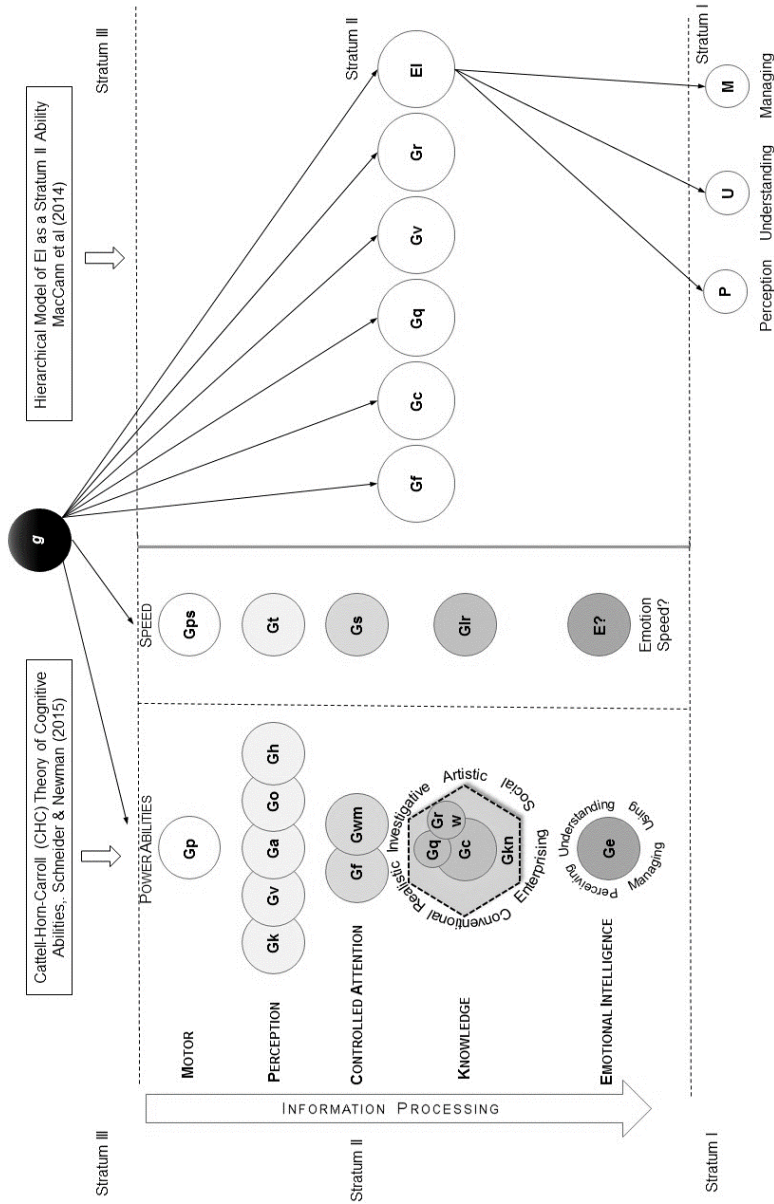 Cattell-Horn-Carroll (CHC) Theory of Cognitive
Abilities,. Schneider & Newman (2015)
Hierarchical Model of EI as a Stratum II Ability
MacCann et al (2014)
g
Stratum III
Stratum III
POWER ABILITIES
SPEED
MOTOR
Gp
Gps
PERCEPTION
Gk
Gv
Ga
Go
Gh
Gt
Stratum II
CONTROLLED ATTENTION
Gf
Gwm
Gs
Stratum II
Gf
Gc
Gq
Gv
Gr
EI
KNOWLEDGE
Realistic
Investigative
Artistic
Social
Enterprising
Conventional
Gq
Gr
w
Gc
Gkn
Glr
EMOTIONAL INTELLIGENCE
Perceiving
Understanding
Using
Managing
Ge
E?
Emotion
Speed?
INFORMATION PROCESSING
Stratum I
Stratum I
P
U
M
Perception
Understanding
Managing